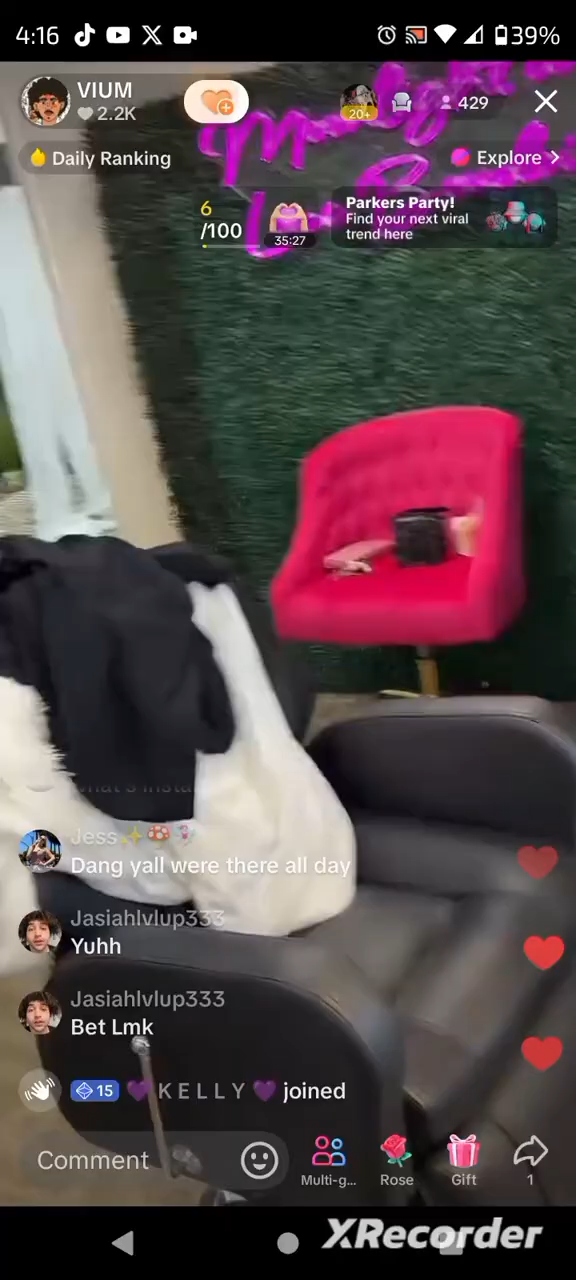 4:16
39%
VIUM
2.2K
20+
429
Daily Ranking
Explore
6
/100
35:27
Parkers Party!
Find your next viral
trend here
Jess
Dang yall were there all day
Jasiahlvlup333
Yuhh
Jasiahlvlup333
Bet Lmk
15 K E L L Y joined
Comment
Multi-g...
Rose
Gift
1
XRecorder